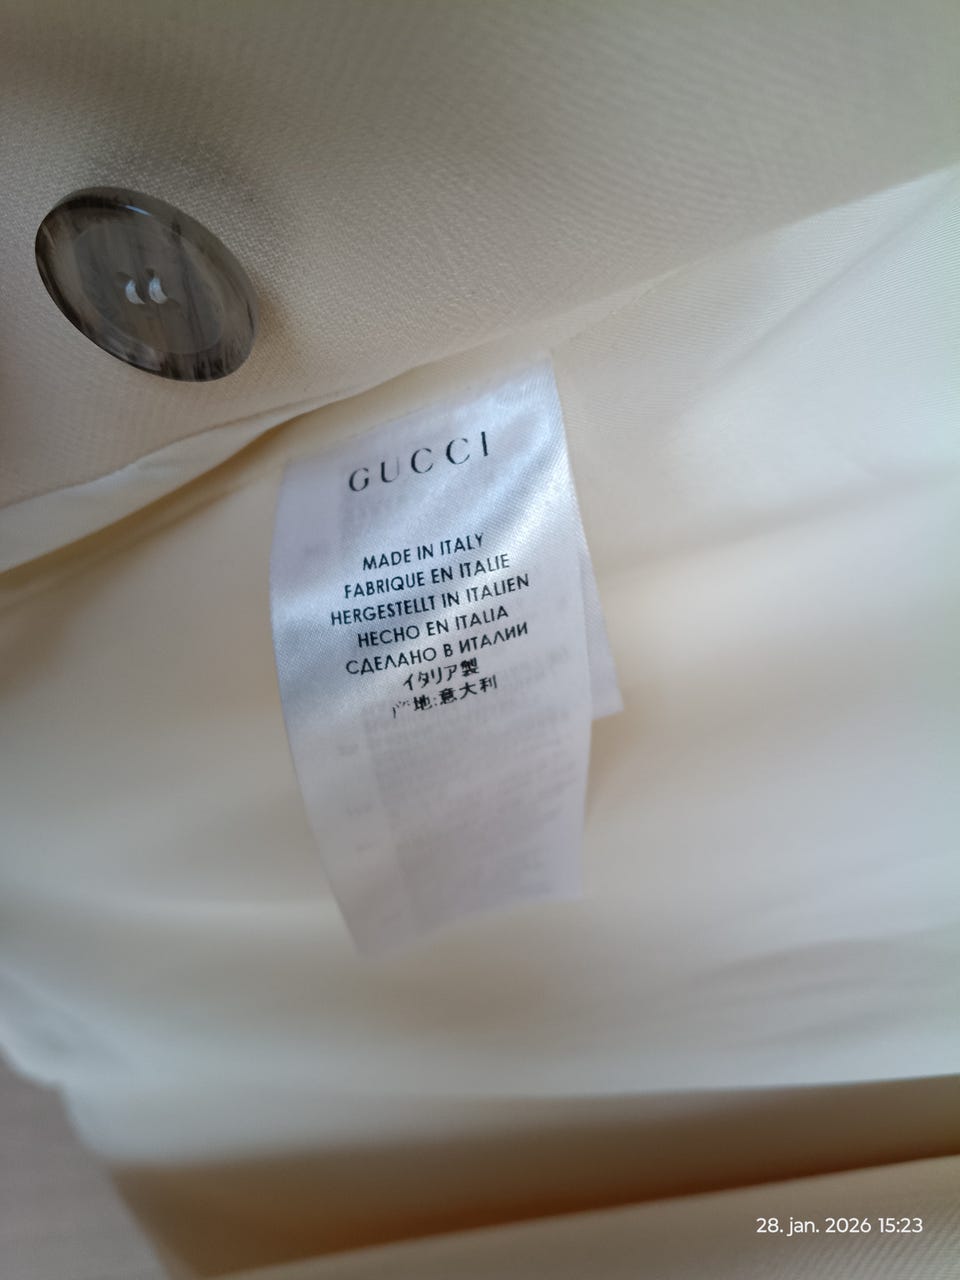 GUCCI
MADE IN ITALY
FABRIQUE EN ITALIE
HERGESTELLT IN ITALIEN
HECHO EN ITALIA
СДЕЛАНО В ИТАЛИИ
イタリア製
产地:意大利
28. jan. 2026 15:23